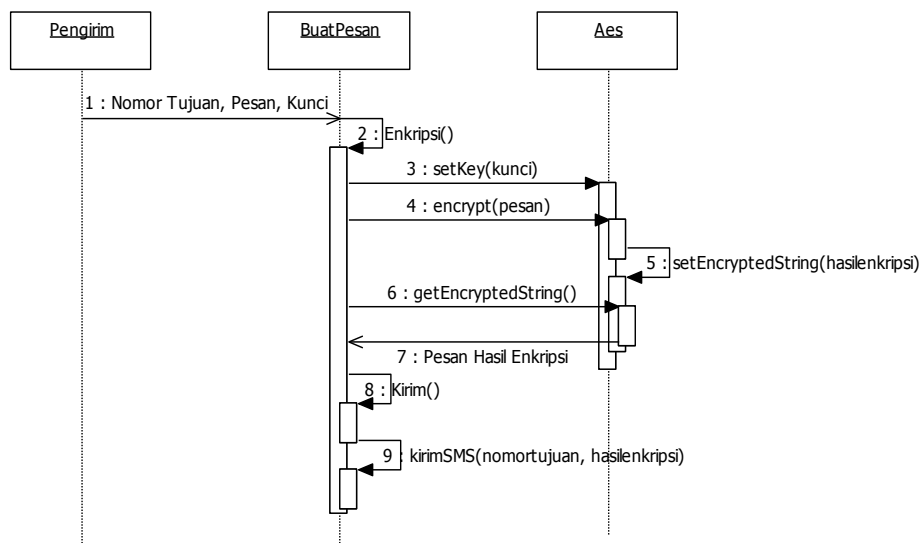 Pengirim
BuatPesan
Aes
1 : Nomor Tujuan, Pesan, Kunci
2 : Enkripsi()
3 : setKey(kunci)
4 : encrypt(pesan)
5 : setEncryptedString(hasilenkripsi)
6 : getEncryptedString()
7 : Pesan Hasil Enkripsi
8 : Kirim()
9 : kirimSMS(nomortujuan, hasilenkripsi)